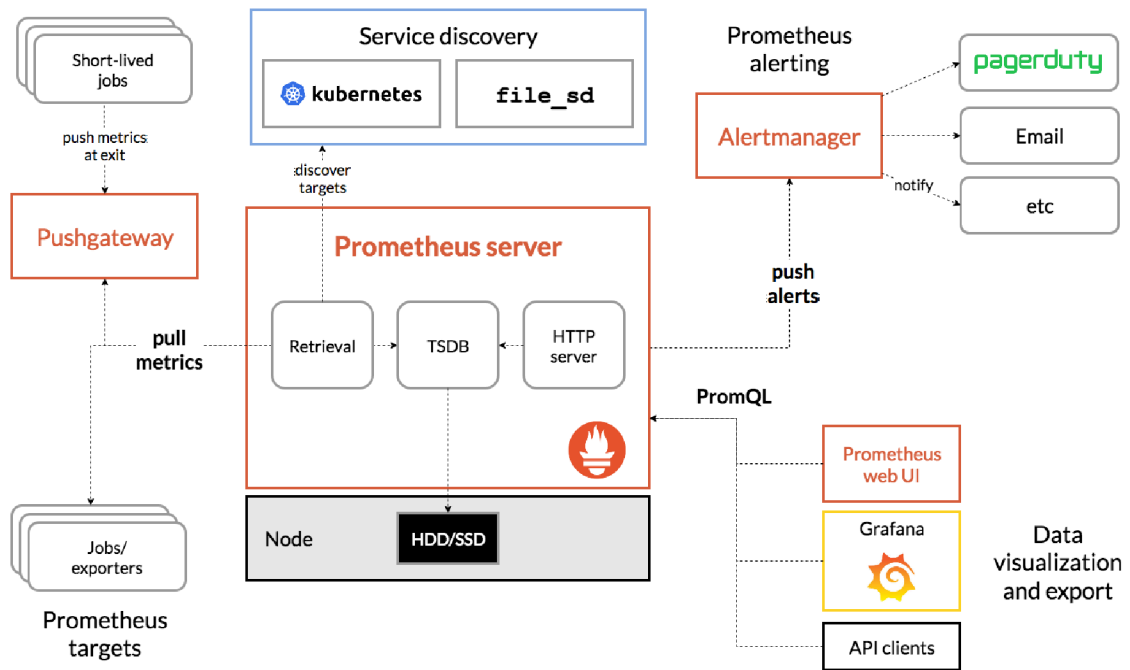 Short-lived
jobs
push metrics
at exit
Pushgateway
pull
metrics
Jobs/
exporters
Prometheus
targets
Service discovery
kubernetes
file_sd
discover
targets
Prometheus server
Retrieval
TSDB
HTTP
server
Node
HDD/SSD
Prometheus
alerting
Alertmanager
pagerduty
Email
notify
etc
push
alerts
PromQL
Prometheus
web UI
Grafana
API clients
Data
visualization
and export